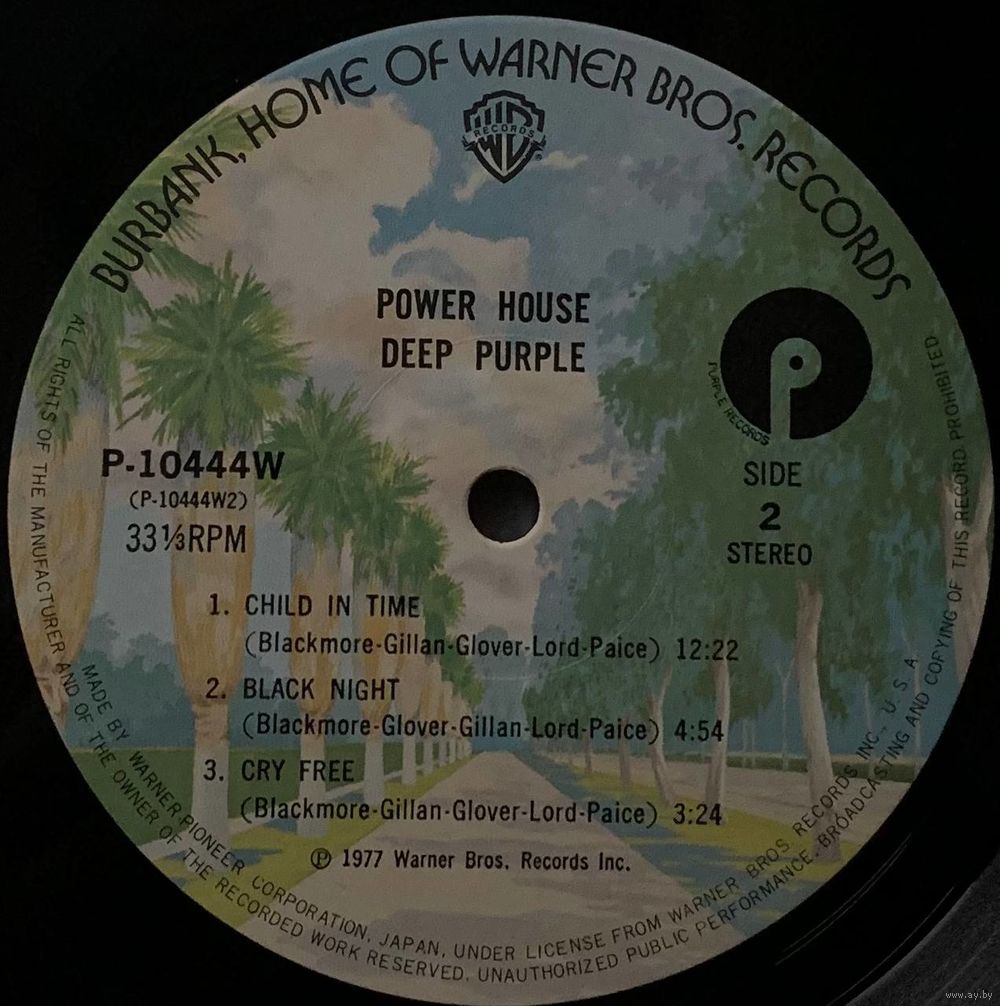 BURBANK, HOME OF WARNER BROS. RECORDS
WB
RECORDS
®
POWER HOUSE
DEEP PURPLE
P
PURPLE RECORDS
P-10444W
(P-10444W2)
33⅓RPM
SIDE
2
STEREO
1. CHILD IN TIME
(Blackmore-Gillan-Glover-Lord-Paice) 12:22
2. BLACK NIGHT
(Blackmore-Glover-Gillan-Lord-Paice) 4:54
3. CRY FREE
(Blackmore-Gillan-Glover-Lord-Paice) 3:24
℗ 1977 Warner Bros. Records Inc.
MADE BY WARNER PIONEER CORPORATION, JAPAN, UNDER LICENSE FROM WARNER BROS RECORDS INC., U. S. A.
ALL RIGHTS OF THE MANUFACTURER AND OF THE OWNER OF THE RECORDED WORK RESERVED. UNAUTHORIZED PUBLIC PERFORMANCE. BROADCASTING AND COPYING OF THIS RECORD PROHIBITED
www.ay.by